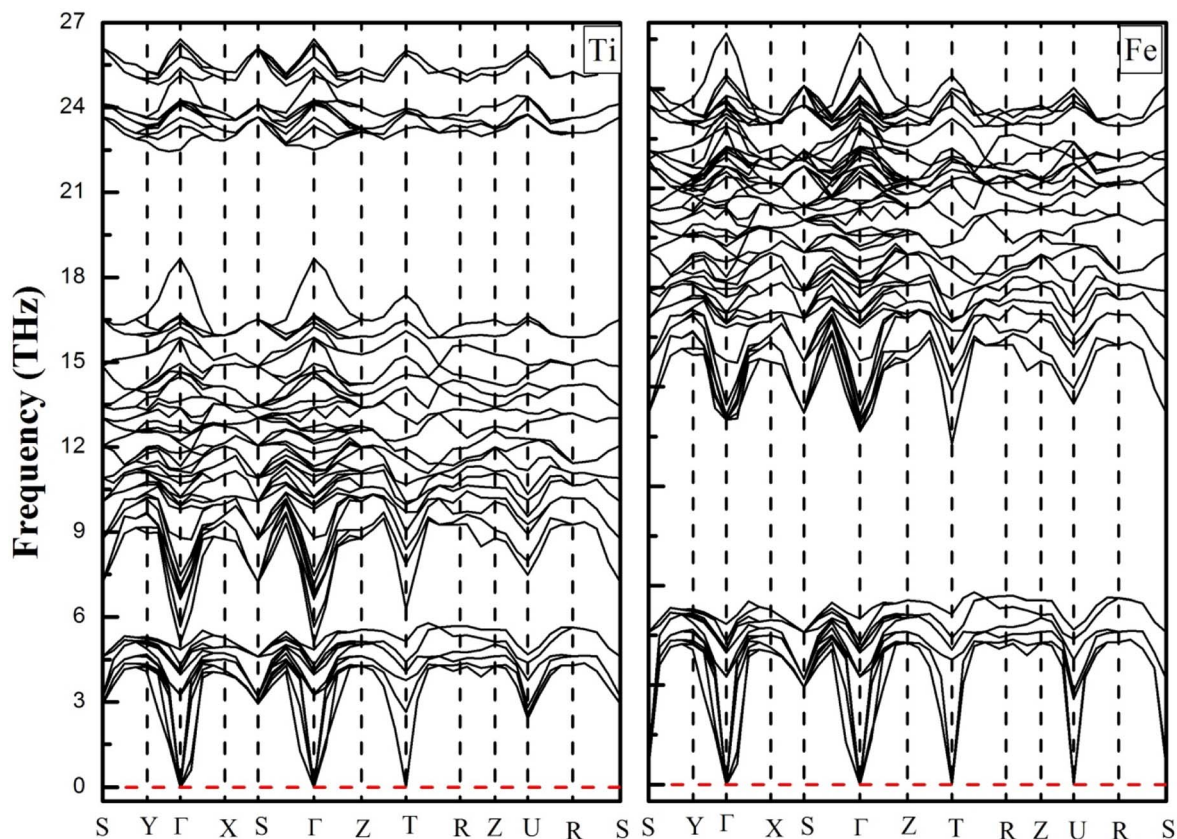 27
24
21
18
15
12
9
6
3
0
Frequency (THz)
Ti
Fe
S Y Γ X S Γ Z T R Z U R S
S Y Γ X S Γ Z T R Z U R S